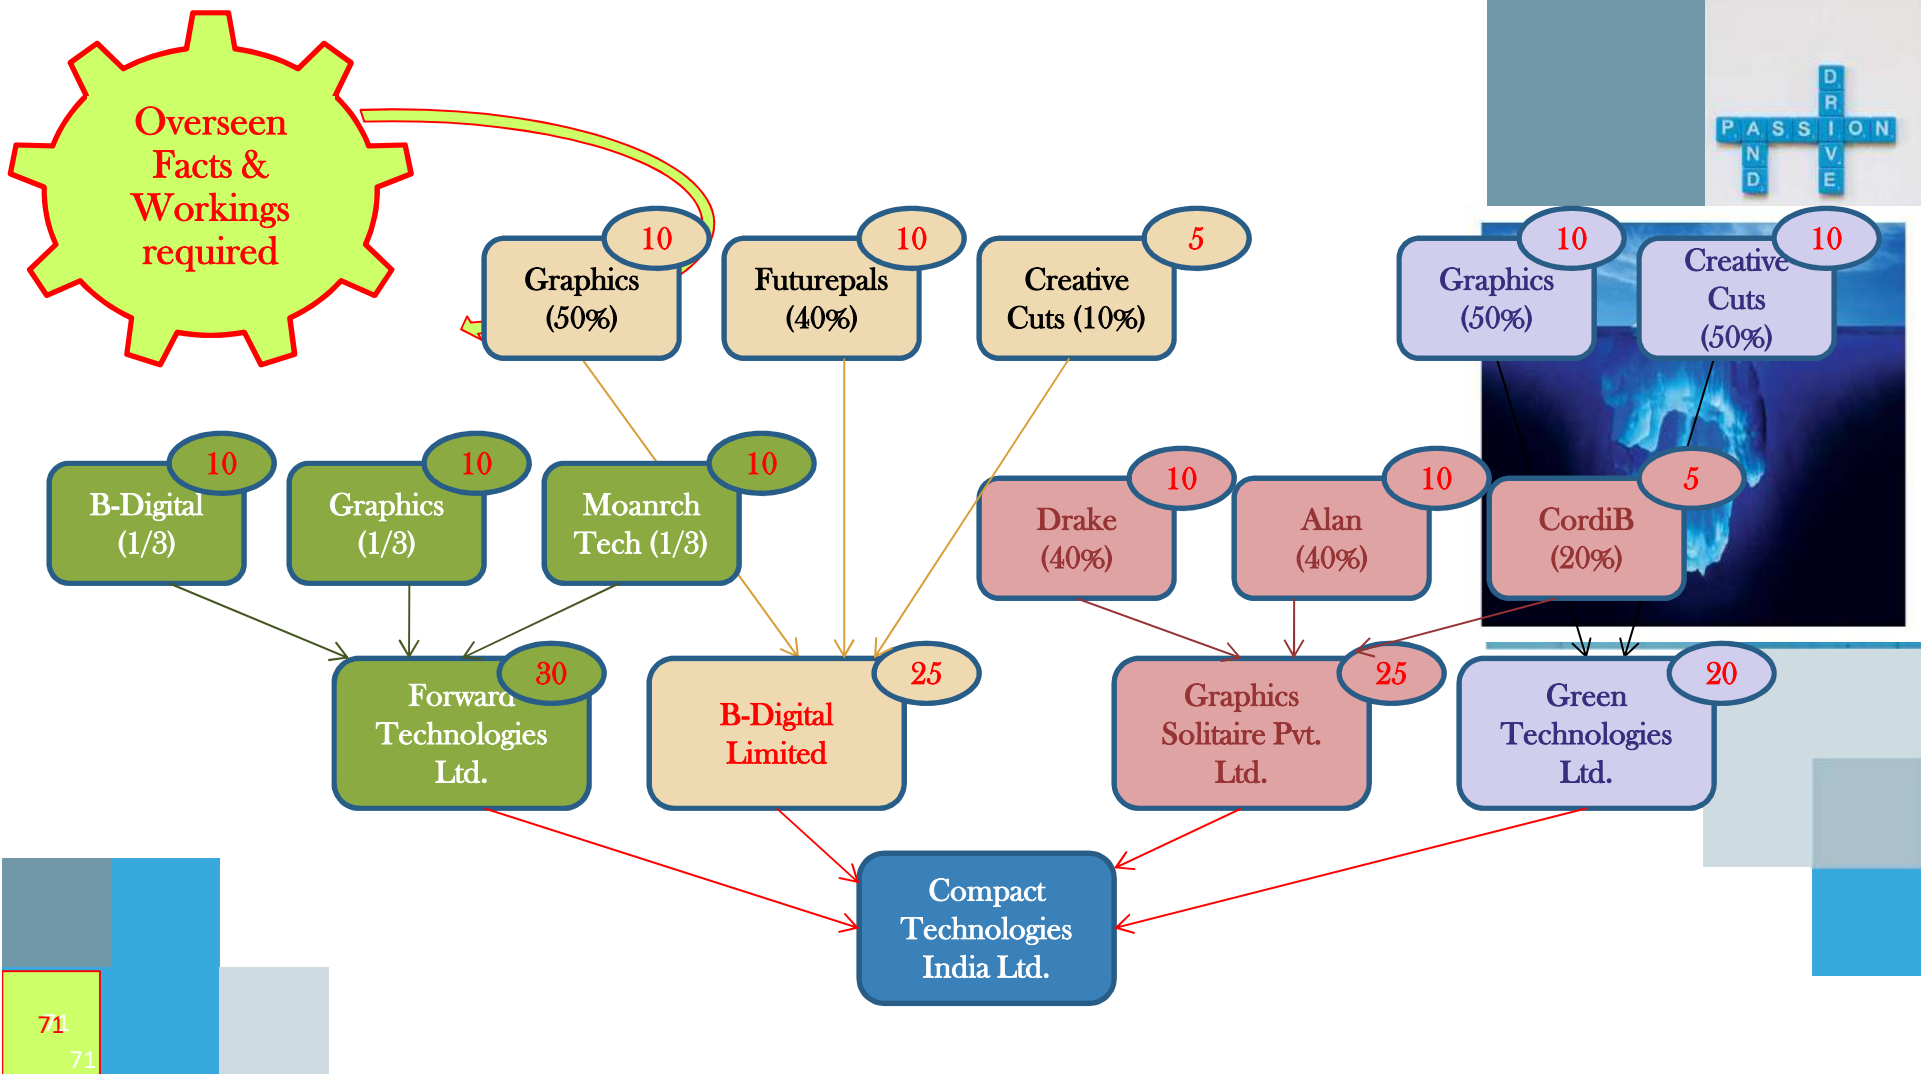 Overseen
Facts &
Workings
required
DRIVE
PASSION
AND
10
Graphics
(50%)
10
Futurepals
(40%)
5
Creative
Cuts (10%)
10
Graphics
(50%)
10
Creative
Cuts
(50%)
10
B-Digital
(1/3)
10
Graphics
(1/3)
10
Moanrch
Tech (1/3)
10
Drake
(40%)
10
Alan
(40%)
5
CordiB
(20%)
30
Forward
Technologies
Ltd.
25
B-Digital
Limited
25
Graphics
Solitaire Pvt.
Ltd.
20
Green
Technologies
Ltd.
Compact
Technologies
India Ltd.
71
71
71